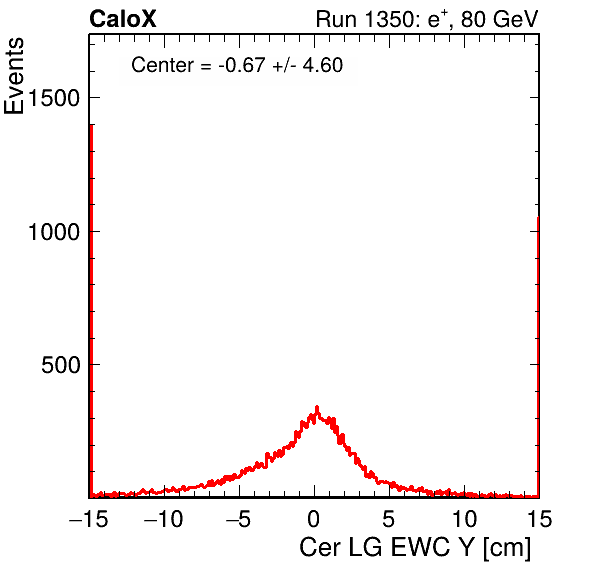 CaloX Run 1350: e⁺, 80 GeV
Center = -0.67 +/- 4.60
Events
1500
1000
500
−15 −10 −5 0 5 10 15
Cer LG EWC Y [cm]